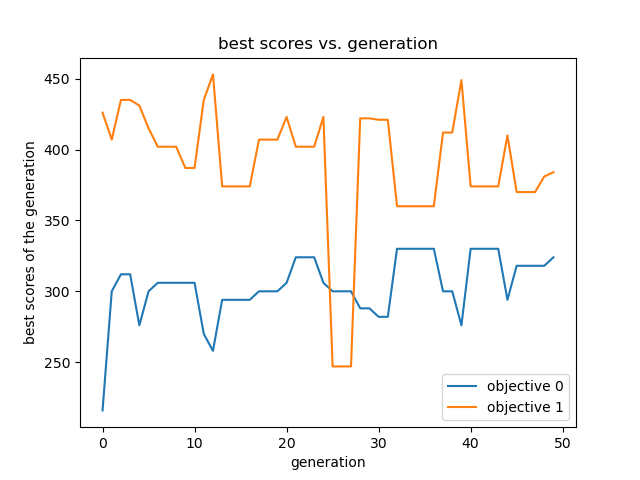 best scores vs. generation
best scores of the generation
450
400
350
300
250
0
10
20
30
40
50
generation
objective 0
objective 1